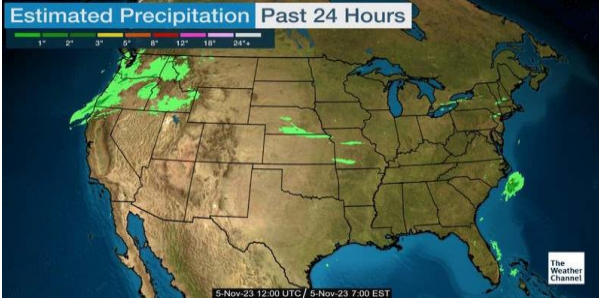 Estimated Precipitation Past 24 Hours
1" 2" 3" 5" 8" 12" 18" 24"+
The
Weather
Channel
5-Nov-23 12:00 UTC / 5-Nov-23 7:00 EST